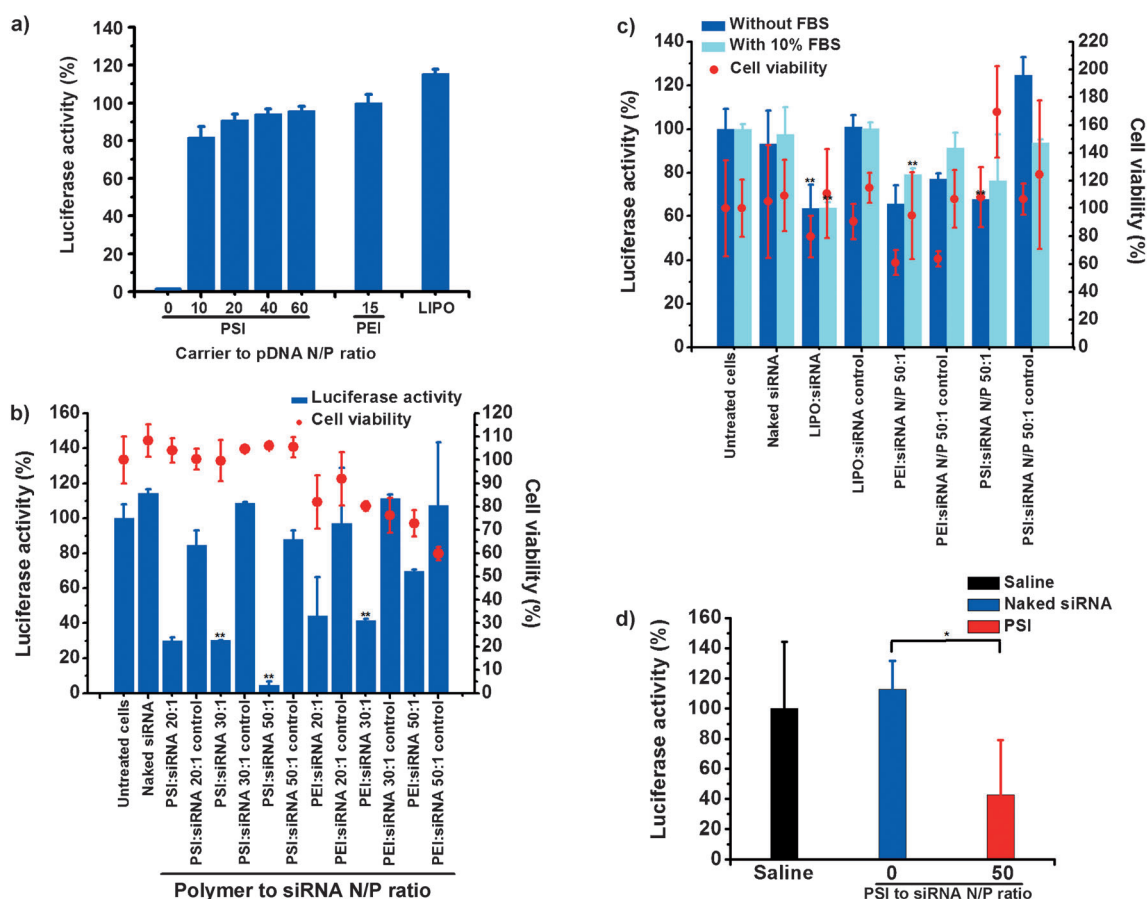 a)
Luciferase activity (%)
140
120
100
80
60
40
20
0
0 10 20 40 60 15 LIPO
PSI PEI
Carrier to pDNA N/P ratio
b)
Luciferase activity
Cell viability
Luciferase activity (%)
160
140
120
100
80
60
40
20
0
Cell viability (%)
120
110
100
90
80
70
60
50
40
30
20
10
0
**
**
**
Untreated cells
Naked siRNA
PSI:siRNA 20:1
PSI:siRNA 20:1 control
PSI:siRNA 30:1
PSI:siRNA 30:1 control
PSI:siRNA 50:1
PSI:siRNA 50:1 control
PEI:siRNA 20:1
PEI:siRNA 20:1 control
PEI:siRNA 30:1
PEI:siRNA 30:1 control
PEI:siRNA 50:1
PEI:siRNA 50:1 control
Polymer to siRNA N/P ratio
c)
Without FBS
With 10% FBS
Cell viability
Luciferase activity (%)
140
120
100
80
60
40
20
0
Cell viability (%)
220
200
180
160
140
120
100
80
60
40
20
0
**
**
**
**
Untreated cells
Naked siRNA
LIPO:siRNA
LIPO:siRNA control
PEI:siRNA N/P 50:1
PEI:siRNA N/P 50:1 control
PSI:siRNA N/P 50:1
PSI:siRNA N/P 50:1 control
d)
Saline
Naked siRNA
PSI
Luciferase activity (%)
160
140
120
100
80
60
40
20
0
*
Saline 0 50
PSI to siRNA N/P ratio